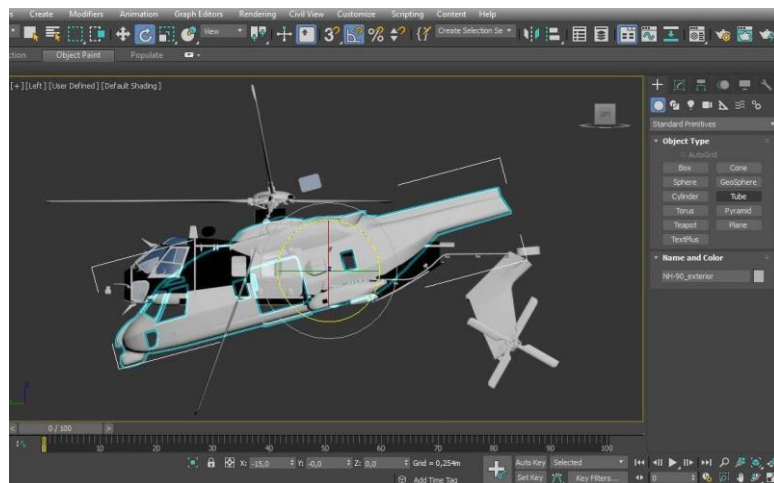 Create Modifiers Animation Graph Editors Rendering Civil View Customize Scripting Content Help
View
Create Selection Se
Object Paint Populate
[+] [Left] [User Defined] [Default Shading]
Standard Primitives
Object Type
AutoGrid
Box Cone
Sphere GeoSphere
Cylinder Tube
Torus Pyramid
Teapot Plane
TextPlus
Name and Color
NH-90_exterior
0 / 100
0 10 20 30 40 50 60 70 80 90 100
X: -15,0 Y: -0,0 Z: 0,0 Grid = 0,254m
Auto Key Selected
Add Time Tag
Set Key Key Filters...
0